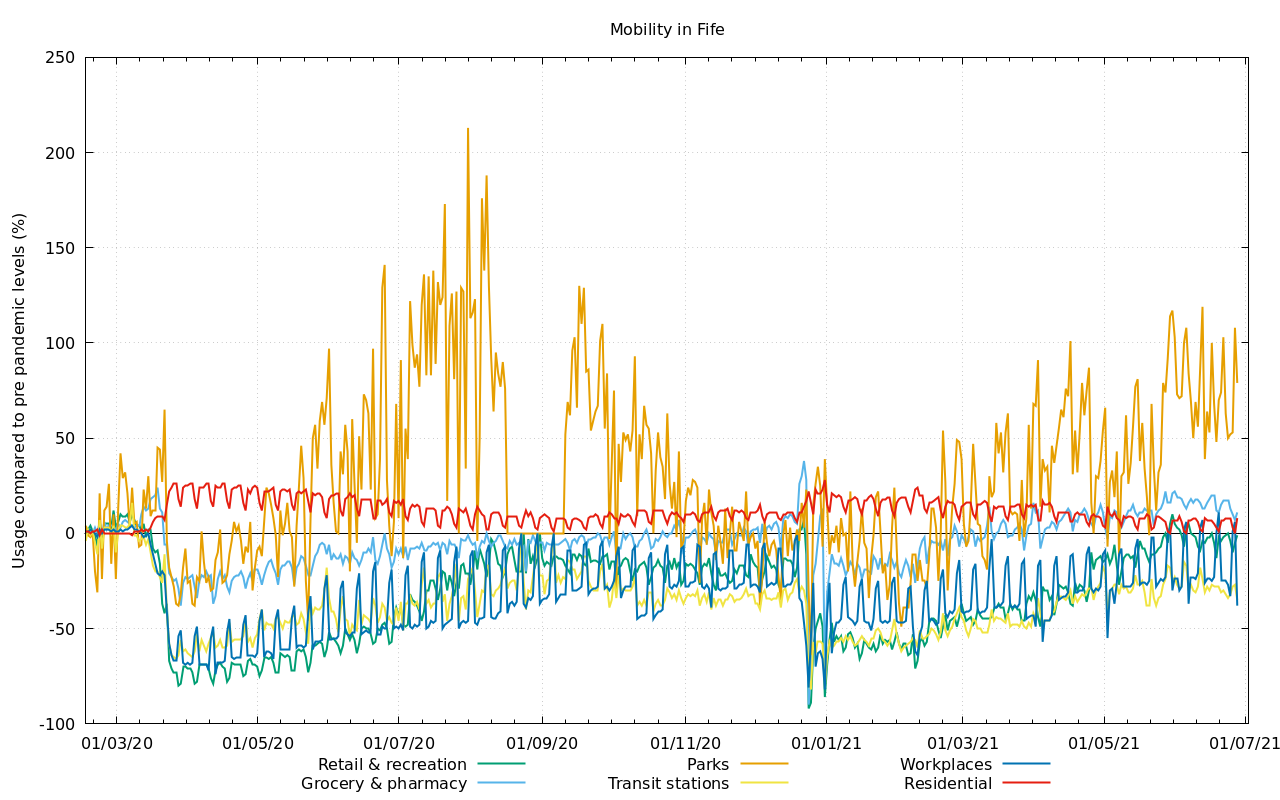 Mobility in Fife
Usage compared to pre pandemic levels (%)
250
200
150
100
50
0
-50
-100
01/03/20 01/05/20 01/07/20 01/09/20 01/11/20 01/01/21 01/03/21 01/05/21 01/07/21
Retail & recreation Parks Workplaces
Grocery & pharmacy Transit stations Residential